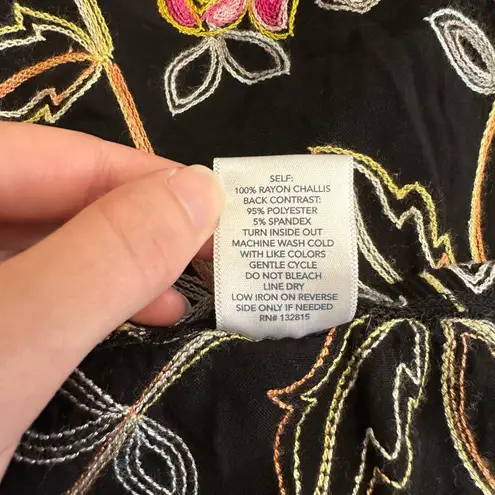 SELF:
100% RAYON CHALLIS
BACK CONTRAST:
95% POLYESTER
5% SPANDEX
TURN INSIDE OUT
MACHINE WASH COLD
WITH LIKE COLORS
GENTLE CYCLE
DO NOT BLEACH
LINE DRY
LOW IRON ON REVERSE
SIDE ONLY IF NEEDED
RN# 132815